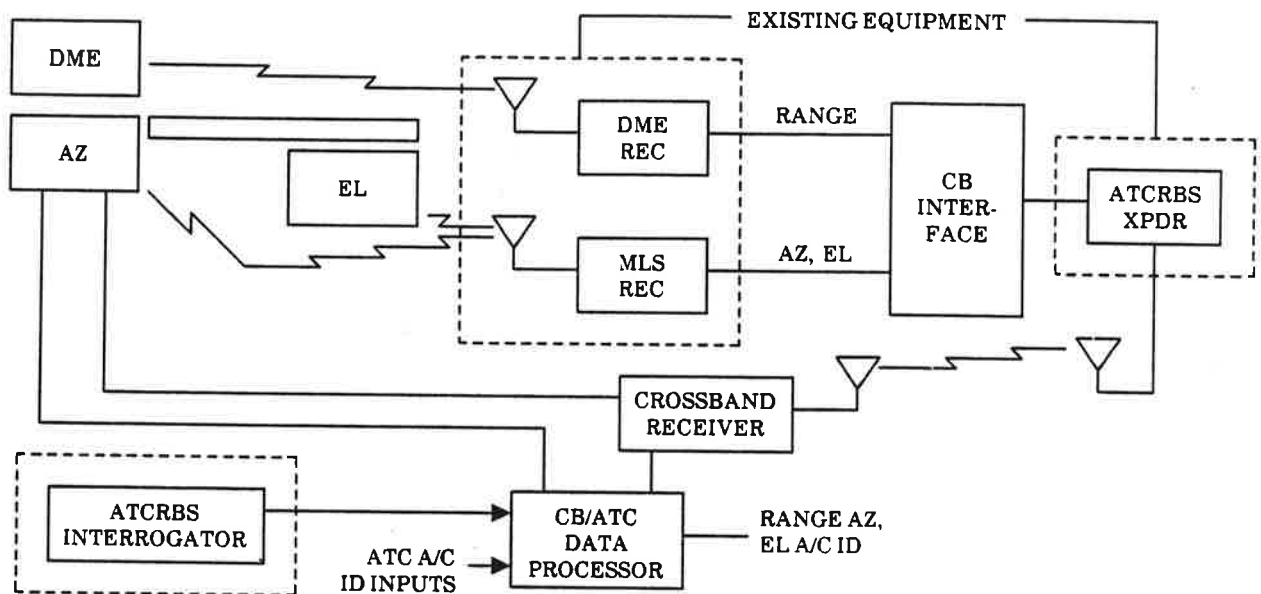 EXISTING EQUIPMENT
DME
AZ
EL
DME
REC
RANGE
MLS
REC
AZ, EL
CB
INTER-
FACE
ATCRBS
XPDR
CROSSBAND
RECEIVER
ATCRBS
INTERROGATOR
ATC A/C
ID INPUTS
CB/ATC
DATA
PROCESSOR
RANGE AZ,
EL A/C ID